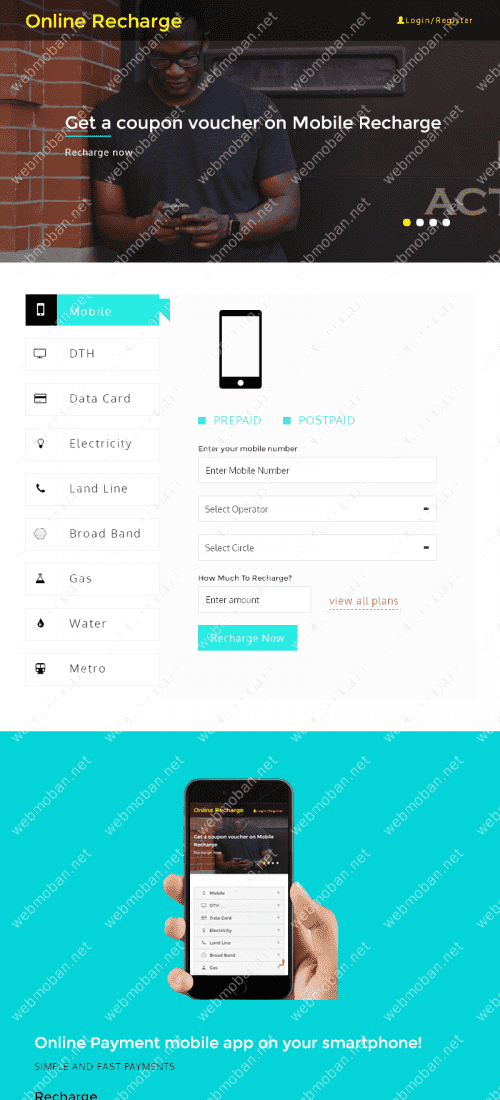 Online Recharge
Login/Register
Get a coupon voucher on Mobile Recharge
Recharge now
ACT
Mobile
DTH
Data Card
Electricity
Land Line
Broad Band
Gas
Water
Metro
PREPAID
POSTPAID
Enter your mobile number
Enter Mobile Number
Select Operator
Select Circle
How Much To Recharge?
Enter amount
view all plans
Recharge Now
Online Recharge
Login/Register
Get a coupon voucher on Mobile
Recharge
Recharge now
Mobile
DTH
Data Card
Electricity
Land Line
Broad Band
Gas
Online Payment mobile app on your smartphone!
SIMPLE AND FAST PAYMENTS
Recharge
webmoban.net